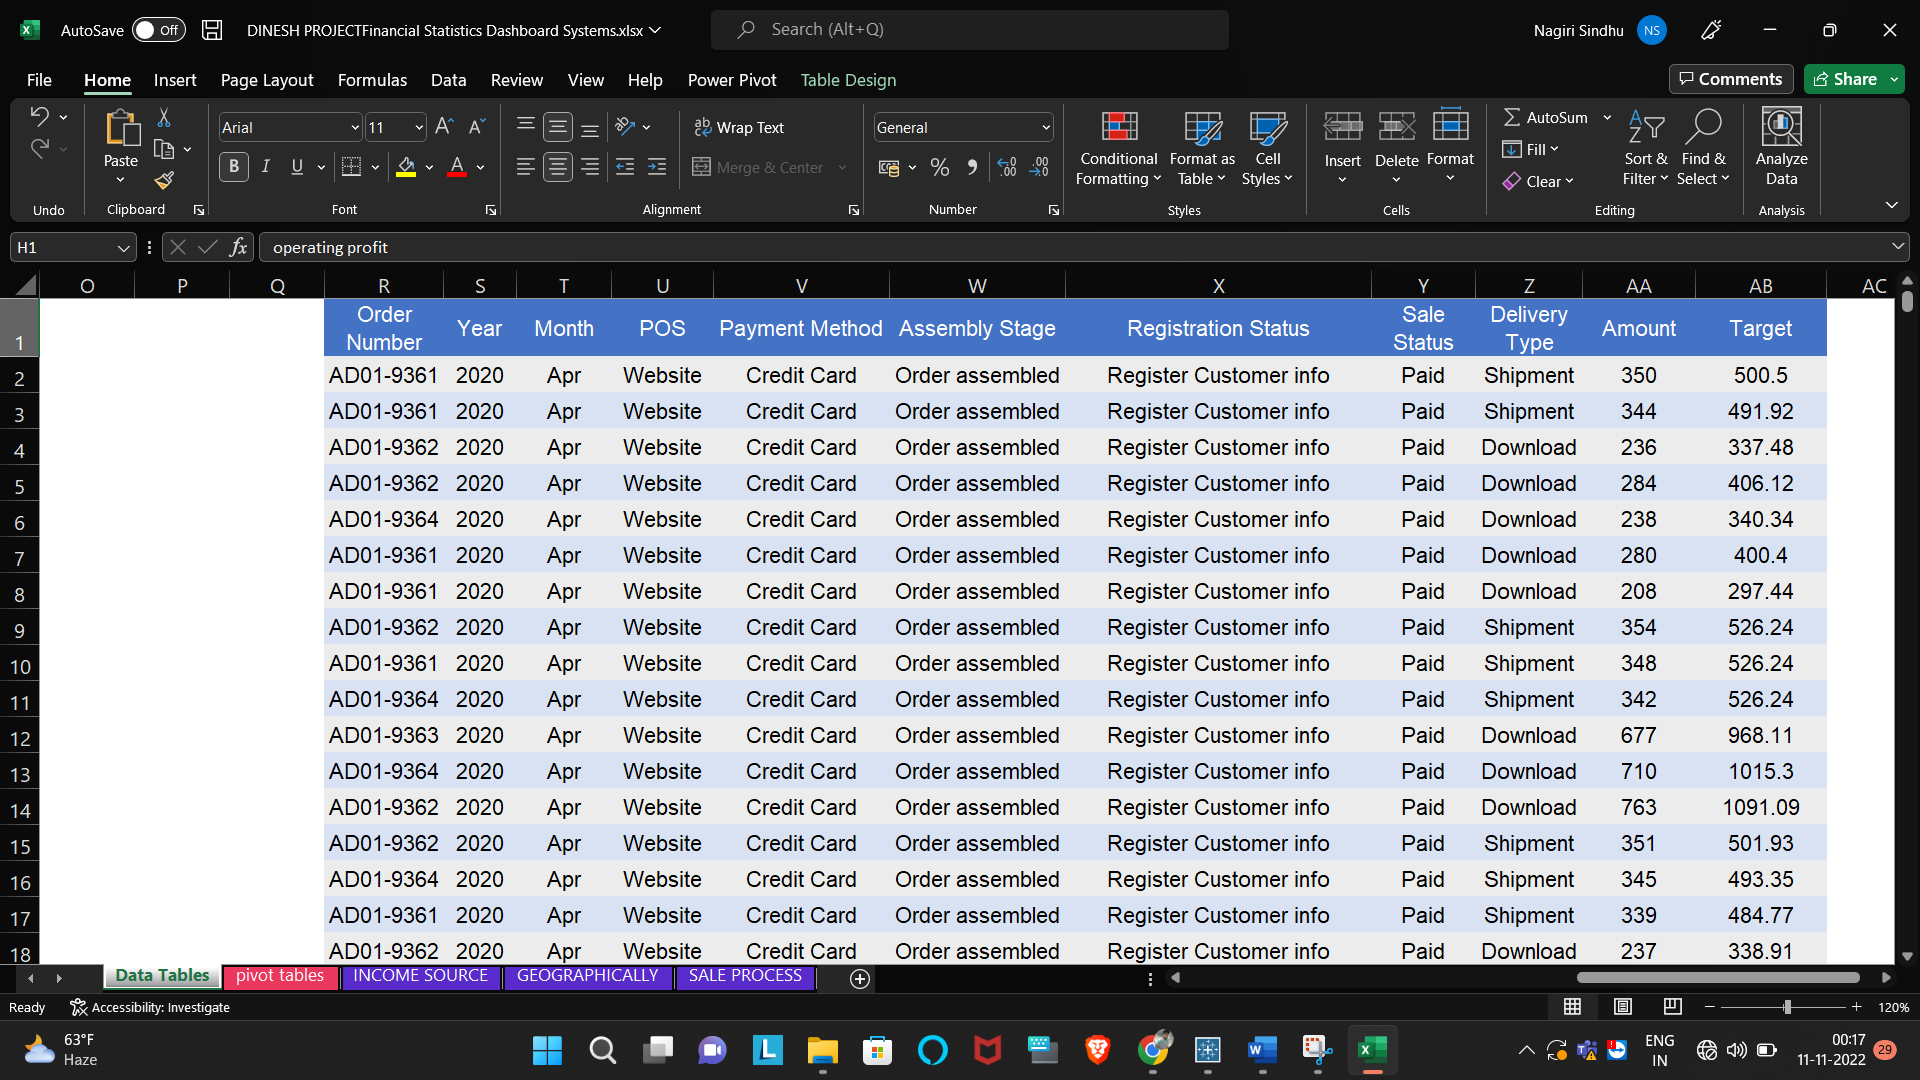 AutoSave Off DINESH PROJECTFinancial Statistics Dashboard Systems.xlsx Search (Alt+Q) Nagiri Sindhu NS
File Home Insert Page Layout Formulas Data Review View Help Power Pivot Table Design Comments Share
Paste Arial 11 Wrap Text General Conditional Formatting Format as Table Cell Styles Insert Delete Format AutoSum Fill Clear Sort & Filter Find & Select Analyze Data
B I U A Merge & Center %
Undo Clipboard Font Alignment Number Styles Cells Editing Analysis
H1 fx operating profit
O P Q R S T U V W X Y Z AA AB AC
1 Order Number Year Month POS Payment Method Assembly Stage Registration Status Sale Status Delivery Type Amount Target
2 AD01-9361 2020 Apr Website Credit Card Order assembled Register Customer info Paid Shipment 350 500.5
3 AD01-9361 2020 Apr Website Credit Card Order assembled Register Customer info Paid Shipment 344 491.92
4 AD01-9362 2020 Apr Website Credit Card Order assembled Register Customer info Paid Download 236 337.48
5 AD01-9362 2020 Apr Website Credit Card Order assembled Register Customer info Paid Download 284 406.12
6 AD01-9364 2020 Apr Website Credit Card Order assembled Register Customer info Paid Download 238 340.34
7 AD01-9361 2020 Apr Website Credit Card Order assembled Register Customer info Paid Download 280 400.4
8 AD01-9361 2020 Apr Website Credit Card Order assembled Register Customer info Paid Download 208 297.44
9 AD01-9362 2020 Apr Website Credit Card Order assembled Register Customer info Paid Shipment 354 526.24
10 AD01-9361 2020 Apr Website Credit Card Order assembled Register Customer info Paid Shipment 348 526.24
11 AD01-9364 2020 Apr Website Credit Card Order assembled Register Customer info Paid Shipment 342 526.24
12 AD01-9363 2020 Apr Website Credit Card Order assembled Register Customer info Paid Download 677 968.11
13 AD01-9364 2020 Apr Website Credit Card Order assembled Register Customer info Paid Download 710 1015.3
14 AD01-9362 2020 Apr Website Credit Card Order assembled Register Customer info Paid Download 763 1091.09
15 AD01-9362 2020 Apr Website Credit Card Order assembled Register Customer info Paid Shipment 351 501.93
16 AD01-9364 2020 Apr Website Credit Card Order assembled Register Customer info Paid Shipment 345 493.35
17 AD01-9361 2020 Apr Website Credit Card Order assembled Register Customer info Paid Shipment 339 484.77
18 AD01-9362 2020 Apr Website Credit Card Order assembled Register Customer info Paid Download 237 338.91
Data Tables pivot tables INCOME SOURCE GEOGRAPHICALLY SALE PROCESS
Ready Accessibility: Investigate 120%
63°F ENG 00:17
Haze IN 11-11-2022 29